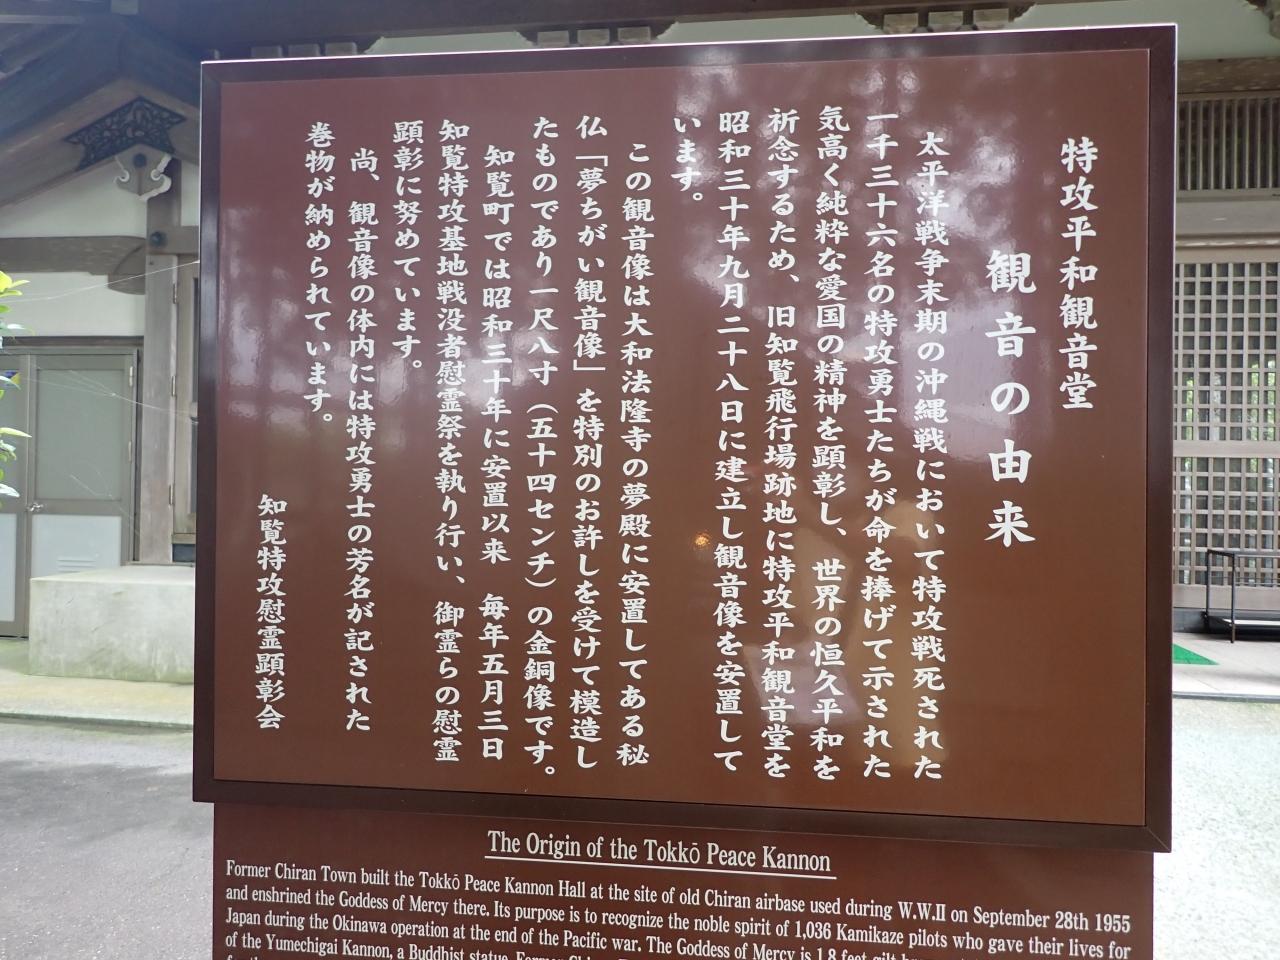 特攻平和観音堂
観音の由来
太平洋戦争末期の沖縄戦において特攻戦死された
一千三十六名の特攻勇士たちが命を捧げて示された
気高く純粋な愛国の精神を顕彰し、世界の恒久平和を
祈念するため、旧知覧飛行場跡地に特攻平和観音堂を
昭和三十年九月二十八日に建立し観音像を安置して
います。
この観音像は大和法隆寺の夢殿に安置してある秘
仏「夢ちがい観音像」を特別のお許しを受けて模造し
たものであり一尺八寸（五十四センチ）の金銅像です。
知覧町では昭和三十年に安置以来 毎年五月三日
知覧特攻基地戦没者慰霊祭を執り行い、御霊らの慰霊
顕彰に努めています。
尚、観音像の体内には特攻勇士の芳名が記された
巻物が納められています。
知覧特攻慰霊顕彰会
The Origin of the Tokkō Peace Kannon
Former Chiran Town built the Tokkō Peace Kannon Hall at the site of old Chiran airbase used during W.W.II on September 28th 1955
and enshrined the Goddess of Mercy there. Its purpose is to recognize the noble spirit of 1,036 Kamikaze pilots who gave their lives for
Japan during the Okinawa operation at the end of the Pacific war. The Goddess of Mercy is 1.8 feet gilt
of the Yumechigai Kannon, a Buddhist statue. Former